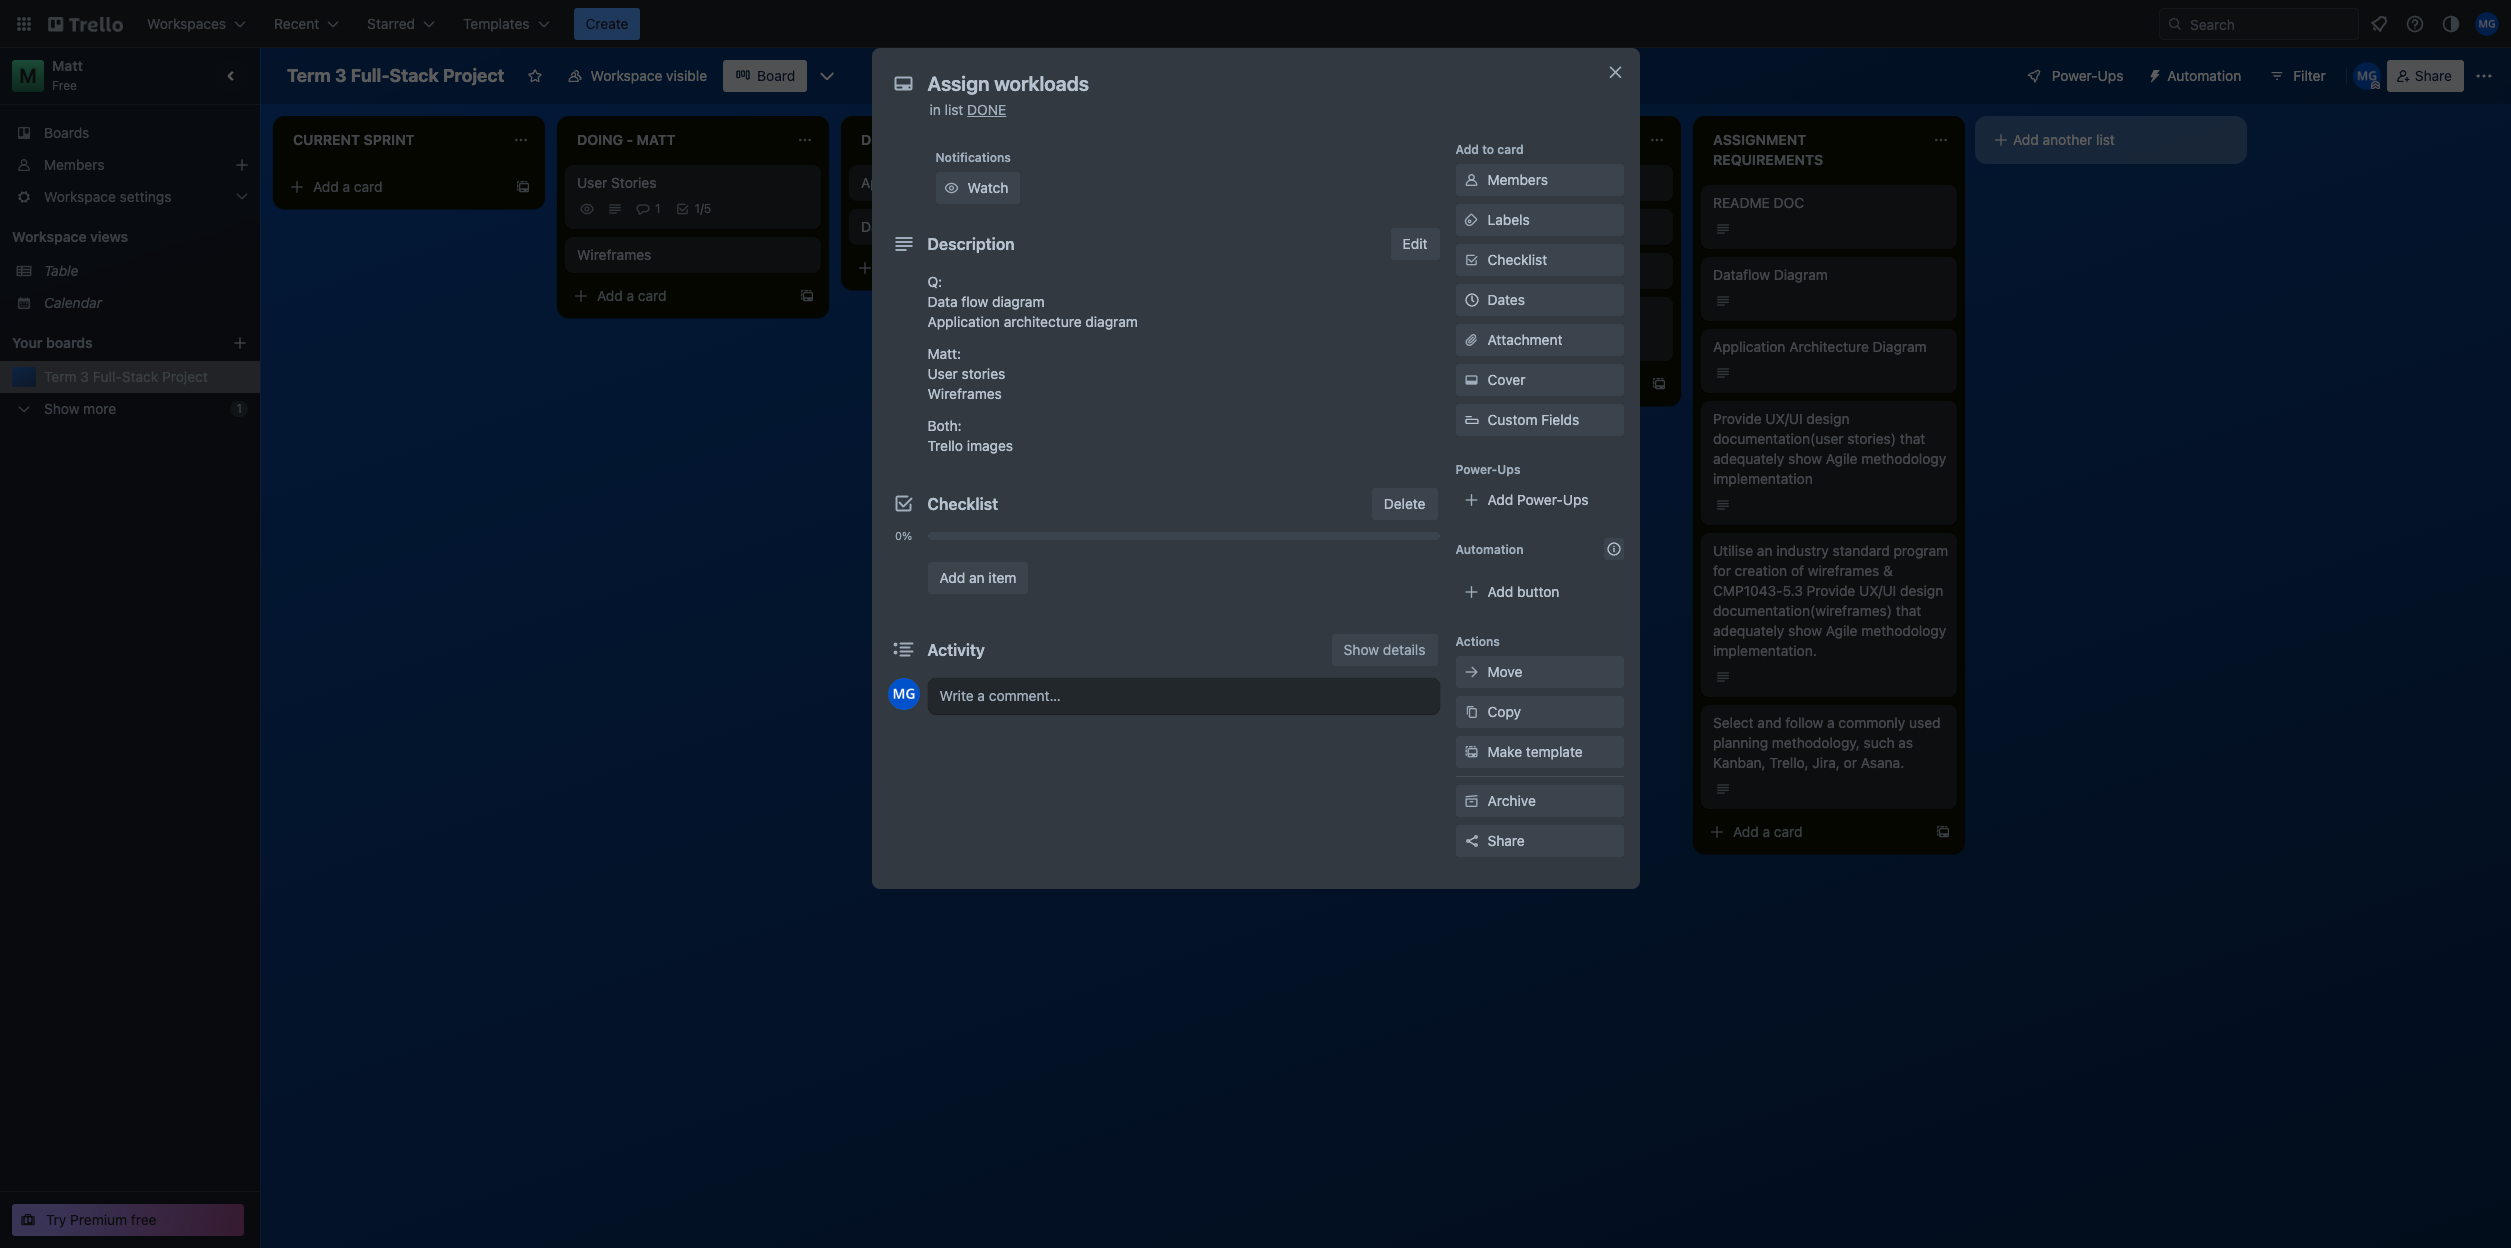 Trello
Workspaces
Recent
Starred
Templates
Create
Search
MG
M
Matt
Free
Term 3 Full-Stack Project
Workspace visible
Board
Power-Ups
Automation
Filter
MG
Share
Boards
Members
Workspace settings
Workspace views
Table
Calendar
Your boards
Term 3 Full-Stack Project
Show more
1
Try Premium free
CURRENT SPRINT
Add a card
DOING - MATT
User Stories
1
1/5
Wireframes
Add a card
Assign workloads
in list DONE
Notifications
Watch
Description
Edit
Q:
Data flow diagram
Application architecture diagram
Matt:
User stories
Wireframes
Both:
Trello images
Checklist
Delete
0%
Add an item
Activity
Show details
MG
Write a comment...
Add to card
Members
Labels
Checklist
Dates
Attachment
Cover
Custom Fields
Power-Ups
Add Power-Ups
Automation
Add button
Actions
Move
Copy
Make template
Archive
Share
ASSIGNMENT
REQUIREMENTS
README DOC
Dataflow Diagram
Application Architecture Diagram
Provide UX/UI design
documentation(user stories) that
adequately show Agile methodology
implementation
Utilise an industry standard program
for creation of wireframes &
CMP1043-5.3 Provide UX/UI design
documentation(wireframes) that
adequately show Agile methodology
implementation.
Select and follow a commonly used
planning methodology, such as
Kanban, Trello, Jira, or Asana.
Add a card
Add another list